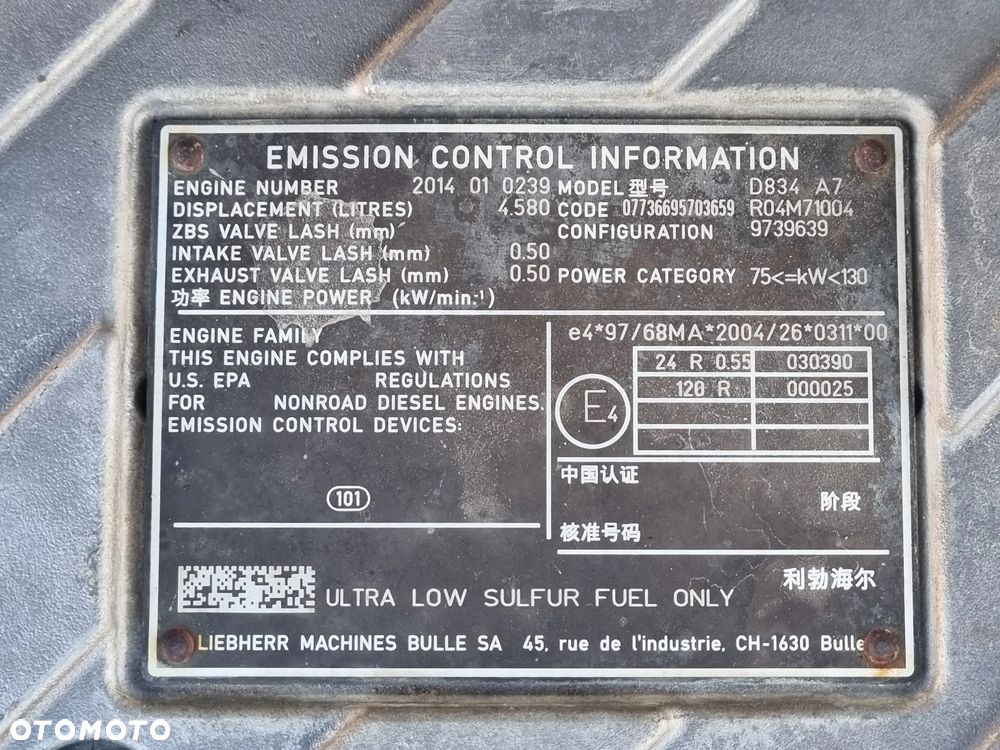 EMISSION CONTROL INFORMATION
ENGINE NUMBER 2014 01 0239 MODEL 型号 D834 A7
DISPLACEMENT (LITRES) 4.580 CODE 07736695703659 R04M71004
ZBS VALVE LASH (mm) CONFIGURATION 9739639
INTAKE VALVE LASH (mm) 0.50
EXHAUST VALVE LASH (mm) 0.50 POWER CATEGORY 75<=kW<130
功率 ENGINE POWER (kW/min.-¹)
ENGINE FAMILY
THIS ENGINE COMPLIES WITH
U.S. EPA REGULATIONS
FOR NONROAD DIESEL ENGINES.
EMISSION CONTROL DEVICES:
101
e4*97/68MA*2004/26*0311*00
24 R 0.55 030390
120 R 000025
E4
中国认证
阶段
核准号码
利勃海尔
ULTRA LOW SULFUR FUEL ONLY
LIEBHERR MACHINES BULLE SA 45, rue de l'industrie, CH-1630 Bulle
OTOMOTO